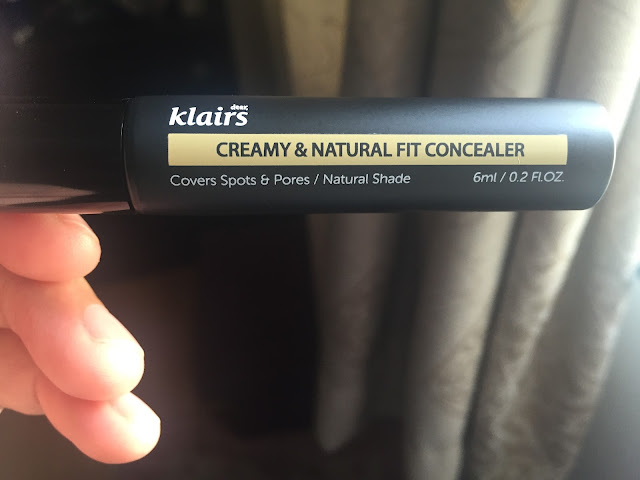 dear,
klairs
CREAMY & NATURAL FIT CONCEALER
Covers Spots & Pores / Natural Shade 6ml / 0.2 Fl.OZ.